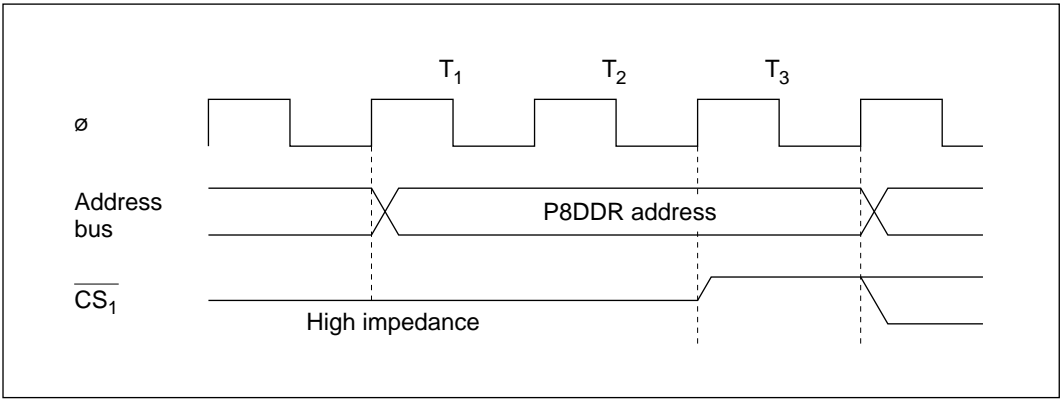 T1 T2 T3
ø
Address
bus
P8DDR address
CS1
High impedance